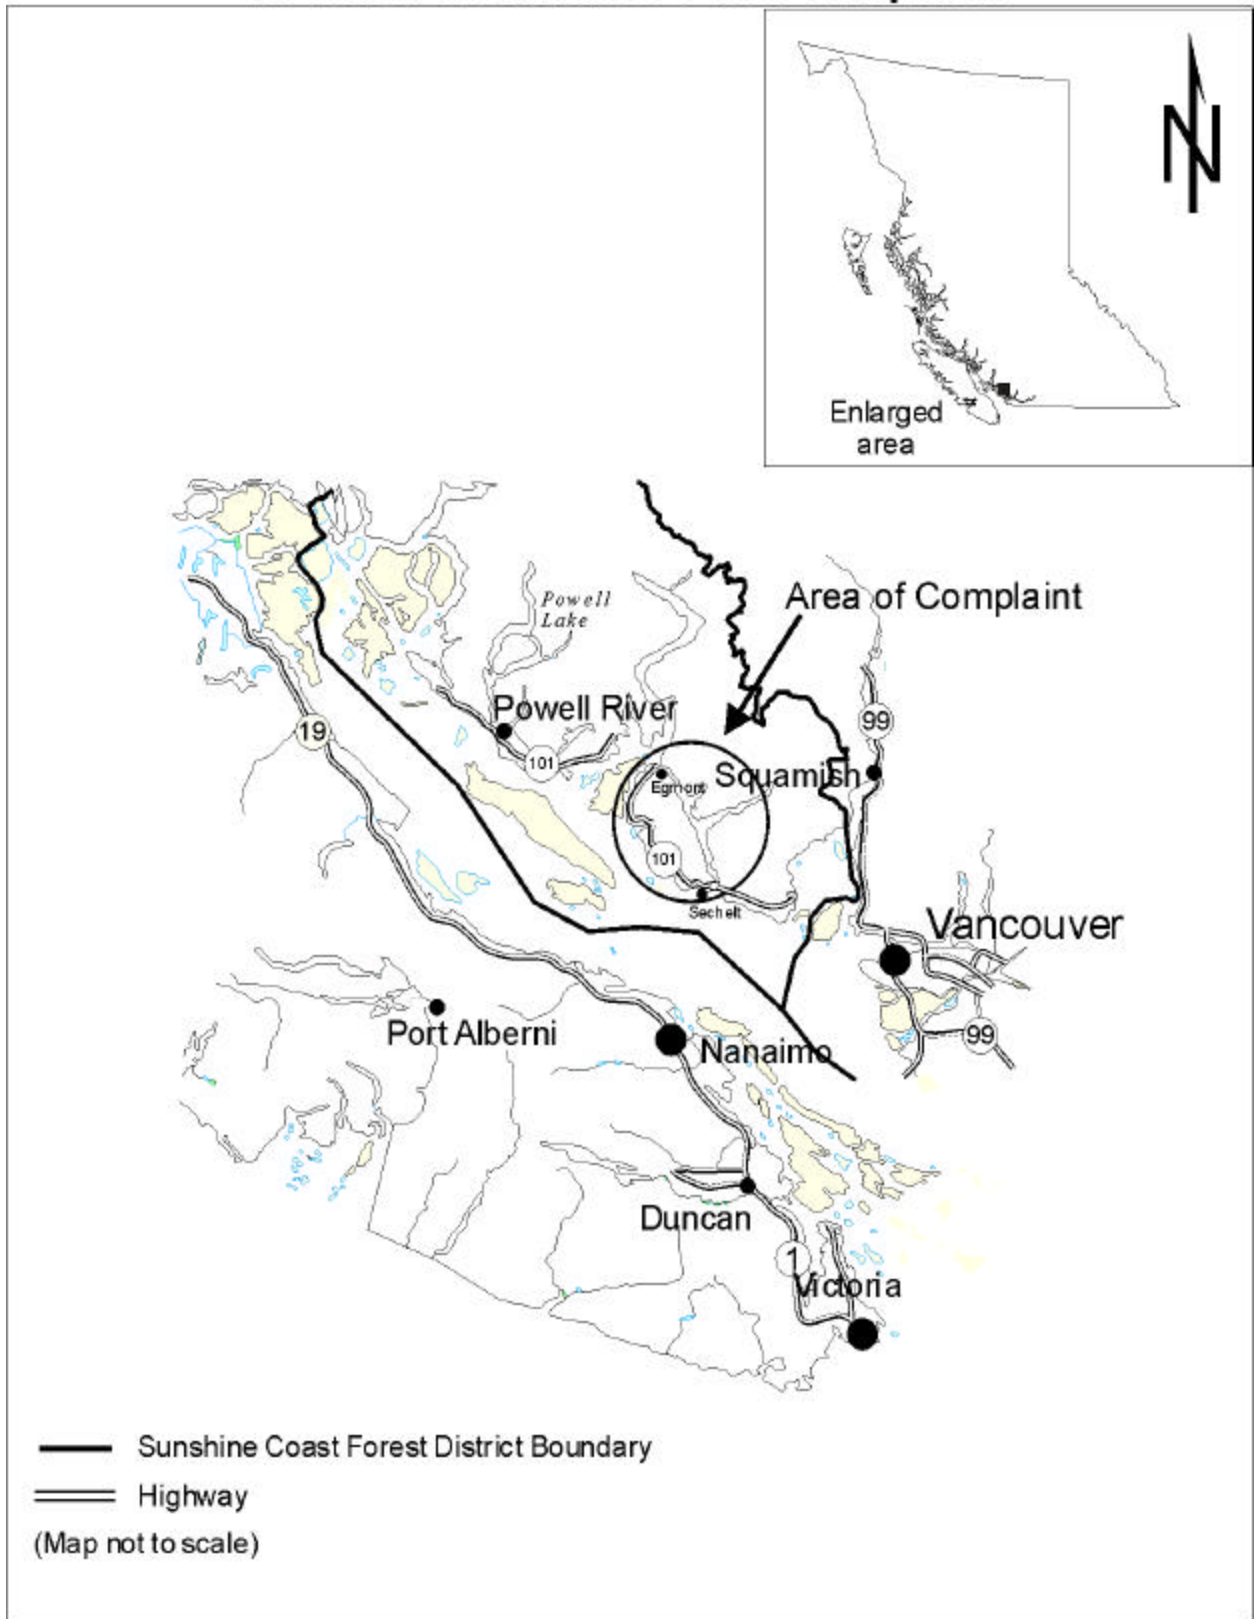 N
Enlarged
area
Powell
Lake
Area of Complaint
Powell River
19
101
99
Squamish
Egmont
101
Sechelt
Vancouver
Port Alberni
Nanaimo
99
Duncan
1
Victoria
Sunshine Coast Forest District Boundary
Highway
(Map not to scale)